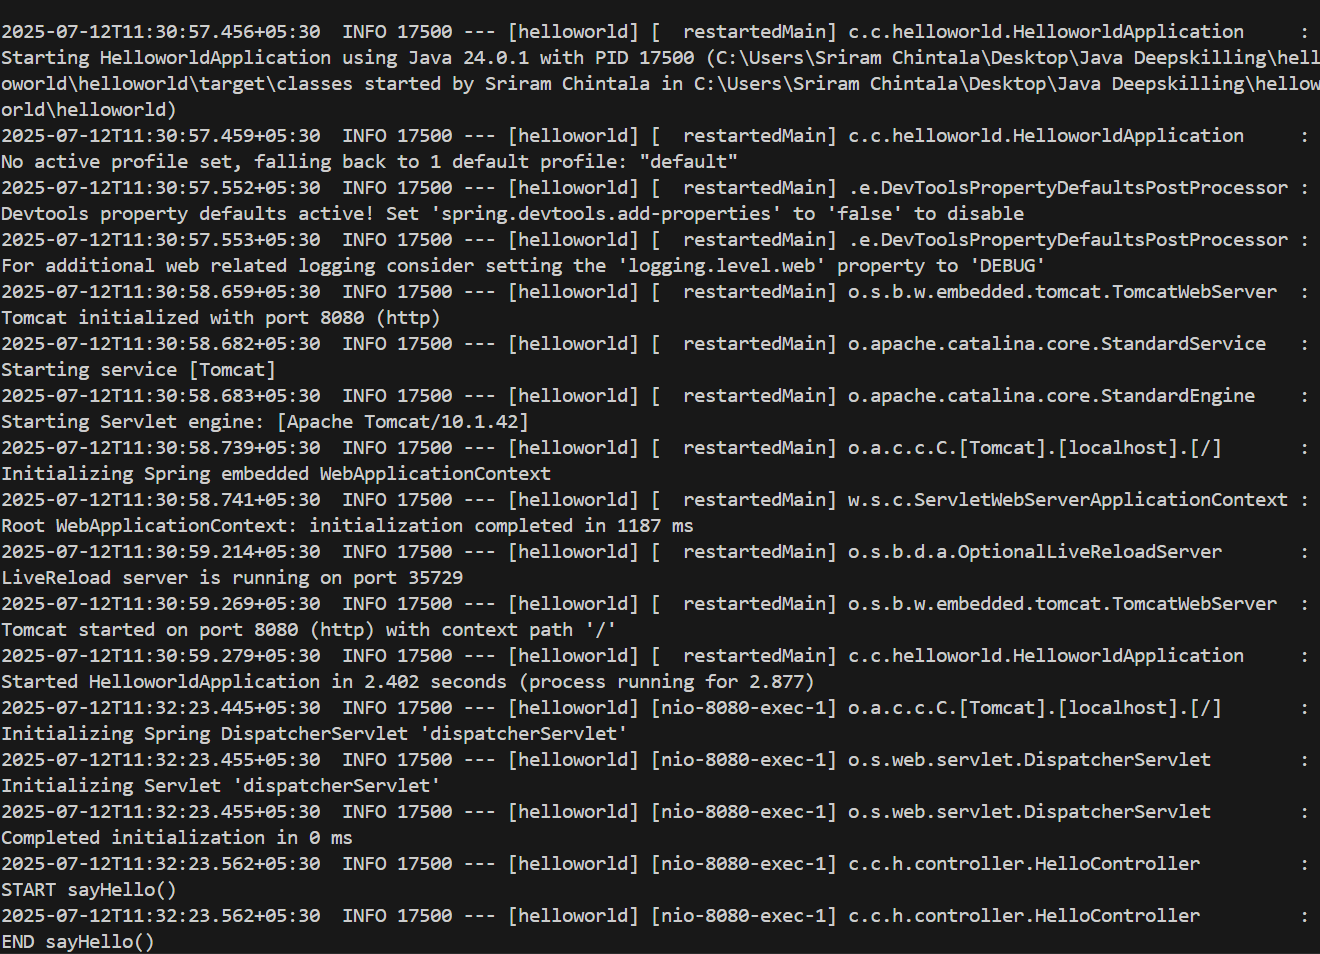 2025-07-12T11:30:57.456+05:30  INFO 17500 --- [helloworld] [  restartedMain] c.c.helloworld.HelloworldApplication     :
Starting HelloworldApplication using Java 24.0.1 with PID 17500 (C:\Users\Sriram Chintala\Desktop\Java Deepskilling\hell
oworld\helloworld\target\classes started by Sriram Chintala in C:\Users\Sriram Chintala\Desktop\Java Deepskilling\hellow
orld\helloworld)
2025-07-12T11:30:57.459+05:30  INFO 17500 --- [helloworld] [  restartedMain] c.c.helloworld.HelloworldApplication     :
No active profile set, falling back to 1 default profile: "default"
2025-07-12T11:30:57.552+05:30  INFO 17500 --- [helloworld] [  restartedMain] .e.DevToolsPropertyDefaultsPostProcessor :
Devtools property defaults active! Set 'spring.devtools.add-properties' to 'false' to disable
2025-07-12T11:30:57.553+05:30  INFO 17500 --- [helloworld] [  restartedMain] .e.DevToolsPropertyDefaultsPostProcessor :
For additional web related logging consider setting the 'logging.level.web' property to 'DEBUG'
2025-07-12T11:30:58.659+05:30  INFO 17500 --- [helloworld] [  restartedMain] o.s.b.w.embedded.tomcat.TomcatWebServer  :
Tomcat initialized with port 8080 (http)
2025-07-12T11:30:58.682+05:30  INFO 17500 --- [helloworld] [  restartedMain] o.apache.catalina.core.StandardService   :
Starting service [Tomcat]
2025-07-12T11:30:58.683+05:30  INFO 17500 --- [helloworld] [  restartedMain] o.apache.catalina.core.StandardEngine    :
Starting Servlet engine: [Apache Tomcat/10.1.42]
2025-07-12T11:30:58.739+05:30  INFO 17500 --- [helloworld] [  restartedMain] o.a.c.c.C.[Tomcat].[localhost].[/]       :
Initializing Spring embedded WebApplicationContext
2025-07-12T11:30:58.741+05:30  INFO 17500 --- [helloworld] [  restartedMain] w.s.c.ServletWebServerApplicationContext :
Root WebApplicationContext: initialization completed in 1187 ms
2025-07-12T11:30:59.214+05:30  INFO 17500 --- [helloworld] [  restartedMain] o.s.b.d.a.OptionalLiveReloadServer       :
LiveReload server is running on port 35729
2025-07-12T11:30:59.269+05:30  INFO 17500 --- [helloworld] [  restartedMain] o.s.b.w.embedded.tomcat.TomcatWebServer  :
Tomcat started on port 8080 (http) with context path '/'
2025-07-12T11:30:59.279+05:30  INFO 17500 --- [helloworld] [  restartedMain] c.c.helloworld.HelloworldApplication     :
Started HelloworldApplication in 2.402 seconds (process running for 2.877)
2025-07-12T11:32:23.445+05:30  INFO 17500 --- [helloworld] [nio-8080-exec-1] o.a.c.c.C.[Tomcat].[localhost].[/]       :
Initializing Spring DispatcherServlet 'dispatcherServlet'
2025-07-12T11:32:23.455+05:30  INFO 17500 --- [helloworld] [nio-8080-exec-1] o.s.web.servlet.DispatcherServlet        :
Initializing Servlet 'dispatcherServlet'
2025-07-12T11:32:23.455+05:30  INFO 17500 --- [helloworld] [nio-8080-exec-1] o.s.web.servlet.DispatcherServlet        :
Completed initialization in 0 ms
2025-07-12T11:32:23.562+05:30  INFO 17500 --- [helloworld] [nio-8080-exec-1] c.c.h.controller.HelloController         :
START sayHello()
2025-07-12T11:32:23.562+05:30  INFO 17500 --- [helloworld] [nio-8080-exec-1] c.c.h.controller.HelloController         :
END sayHello()